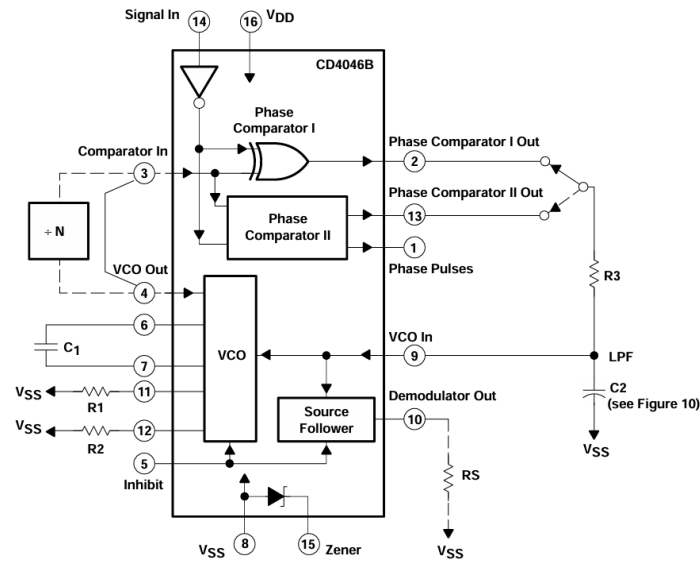 Signal In
14
16
VDD
CD4046B
Phase
Comparator I
Comparator In
3
Phase Comparator I Out
2
Phase Comparator II Out
13
÷ N
Phase
Comparator II
1
Phase Pulses
VCO Out
4
R3
6
C1
VCO
VCO In
9
LPF
7
C2
(see Figure 10)
VSS
11
R1
Demodulator Out
Source
Follower
10
VSS
12
R2
VSS
5
Inhibit
RS
VSS
8
15
Zener
VSS